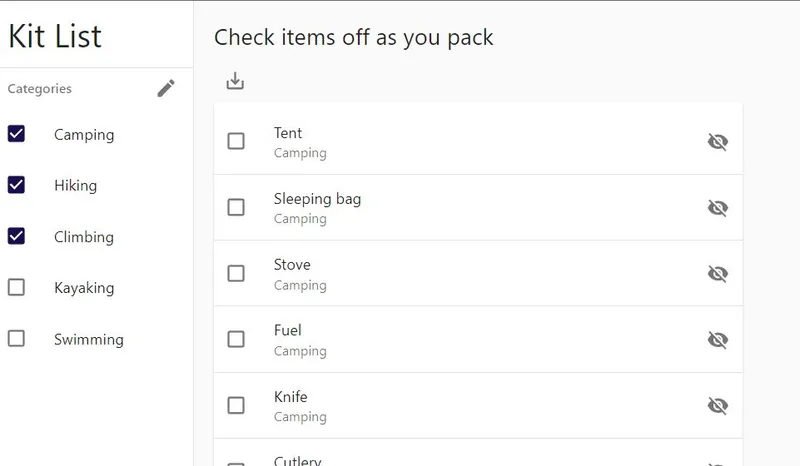 Kit List
Categories
Camping
Hiking
Climbing
Kayaking
Swimming
Check items off as you pack
Tent
Camping
Sleeping bag
Camping
Stove
Camping
Fuel
Camping
Knife
Camping
Cutlery